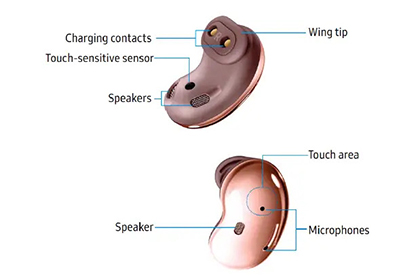 Charging contacts
Wing tip
Touch-sensitive sensor
Speakers
Touch area
Speaker
Microphones